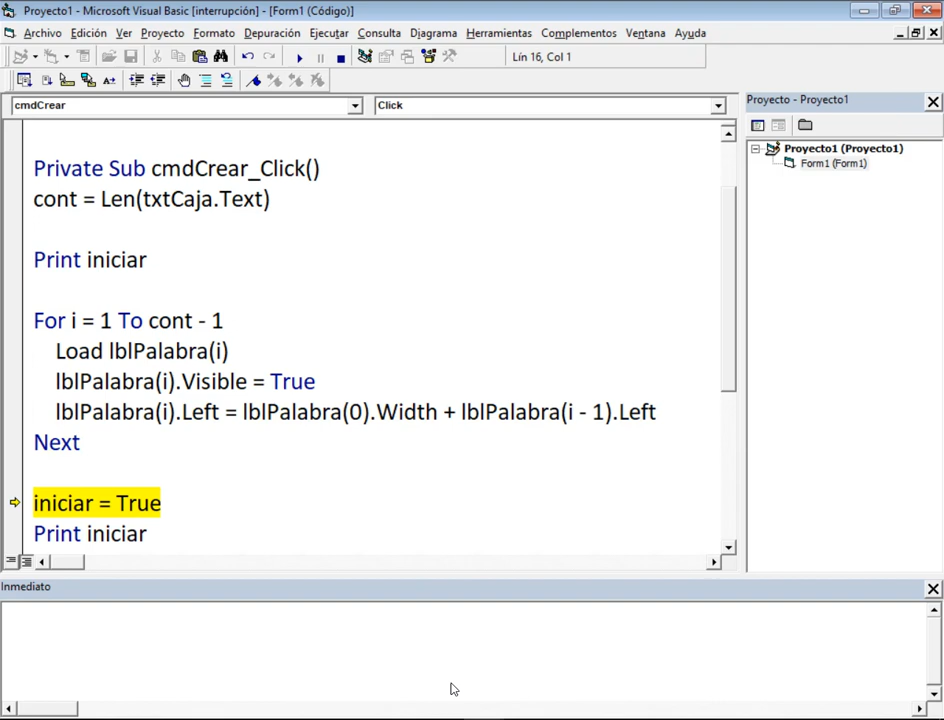 Proyecto1 - Microsoft Visual Basic [interrupción] - [Form1 (Código)]
Archivo Edición Ver Proyecto Formato Depuración Ejecutar Consulta Diagrama Herramientas Complementos Ventana Ayuda
Lín 16, Col 1
cmdCrear Click
Private Sub cmdCrear_Click()
cont = Len(txtCaja.Text)
Print iniciar
For i = 1 To cont - 1
Load lblPalabra(i)
lblPalabra(i).Visible = True
lblPalabra(i).Left = lblPalabra(0).Width + lblPalabra(i - 1).Left
Next
iniciar = True
Print iniciar
Proyecto - Proyecto1
Proyecto1 (Proyecto1)
Form1 (Form1)
Inmediato